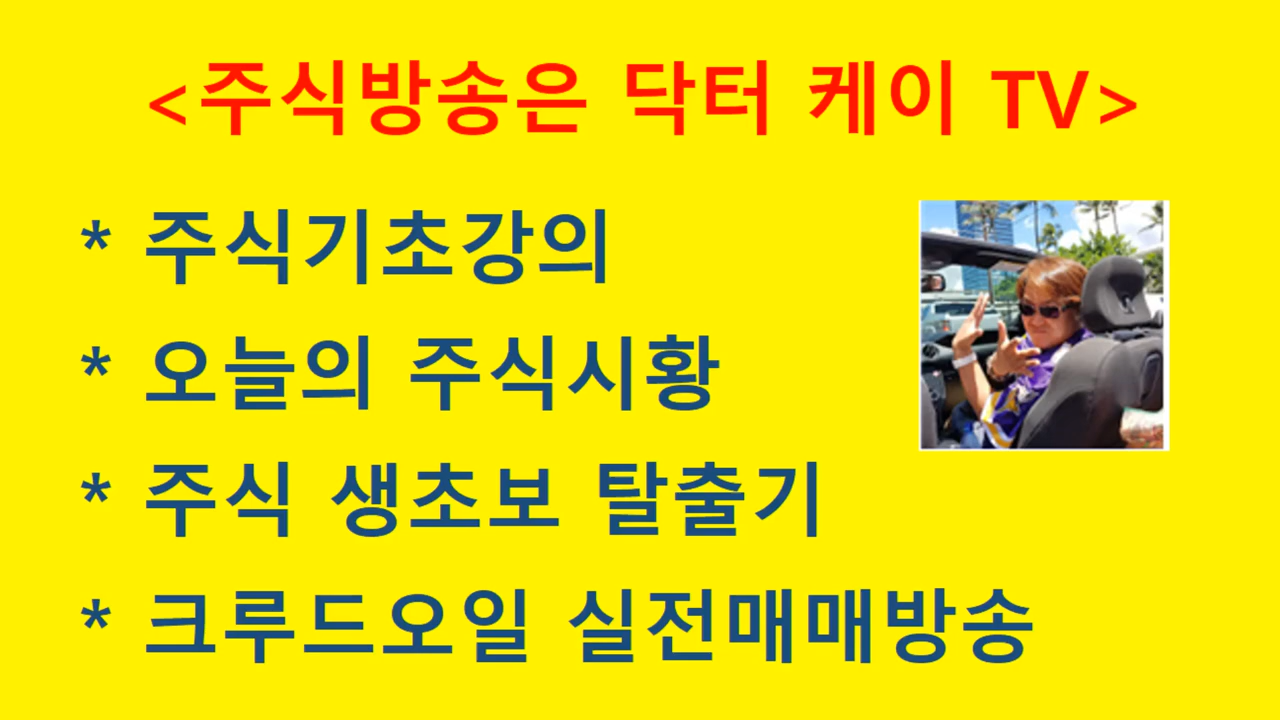 <주식방송은 닥터 케이 TV>
* 주식기초강의
* 오늘의 주식시황
* 주식 생초보 탈출기
* 크루드오일 실전매매방송